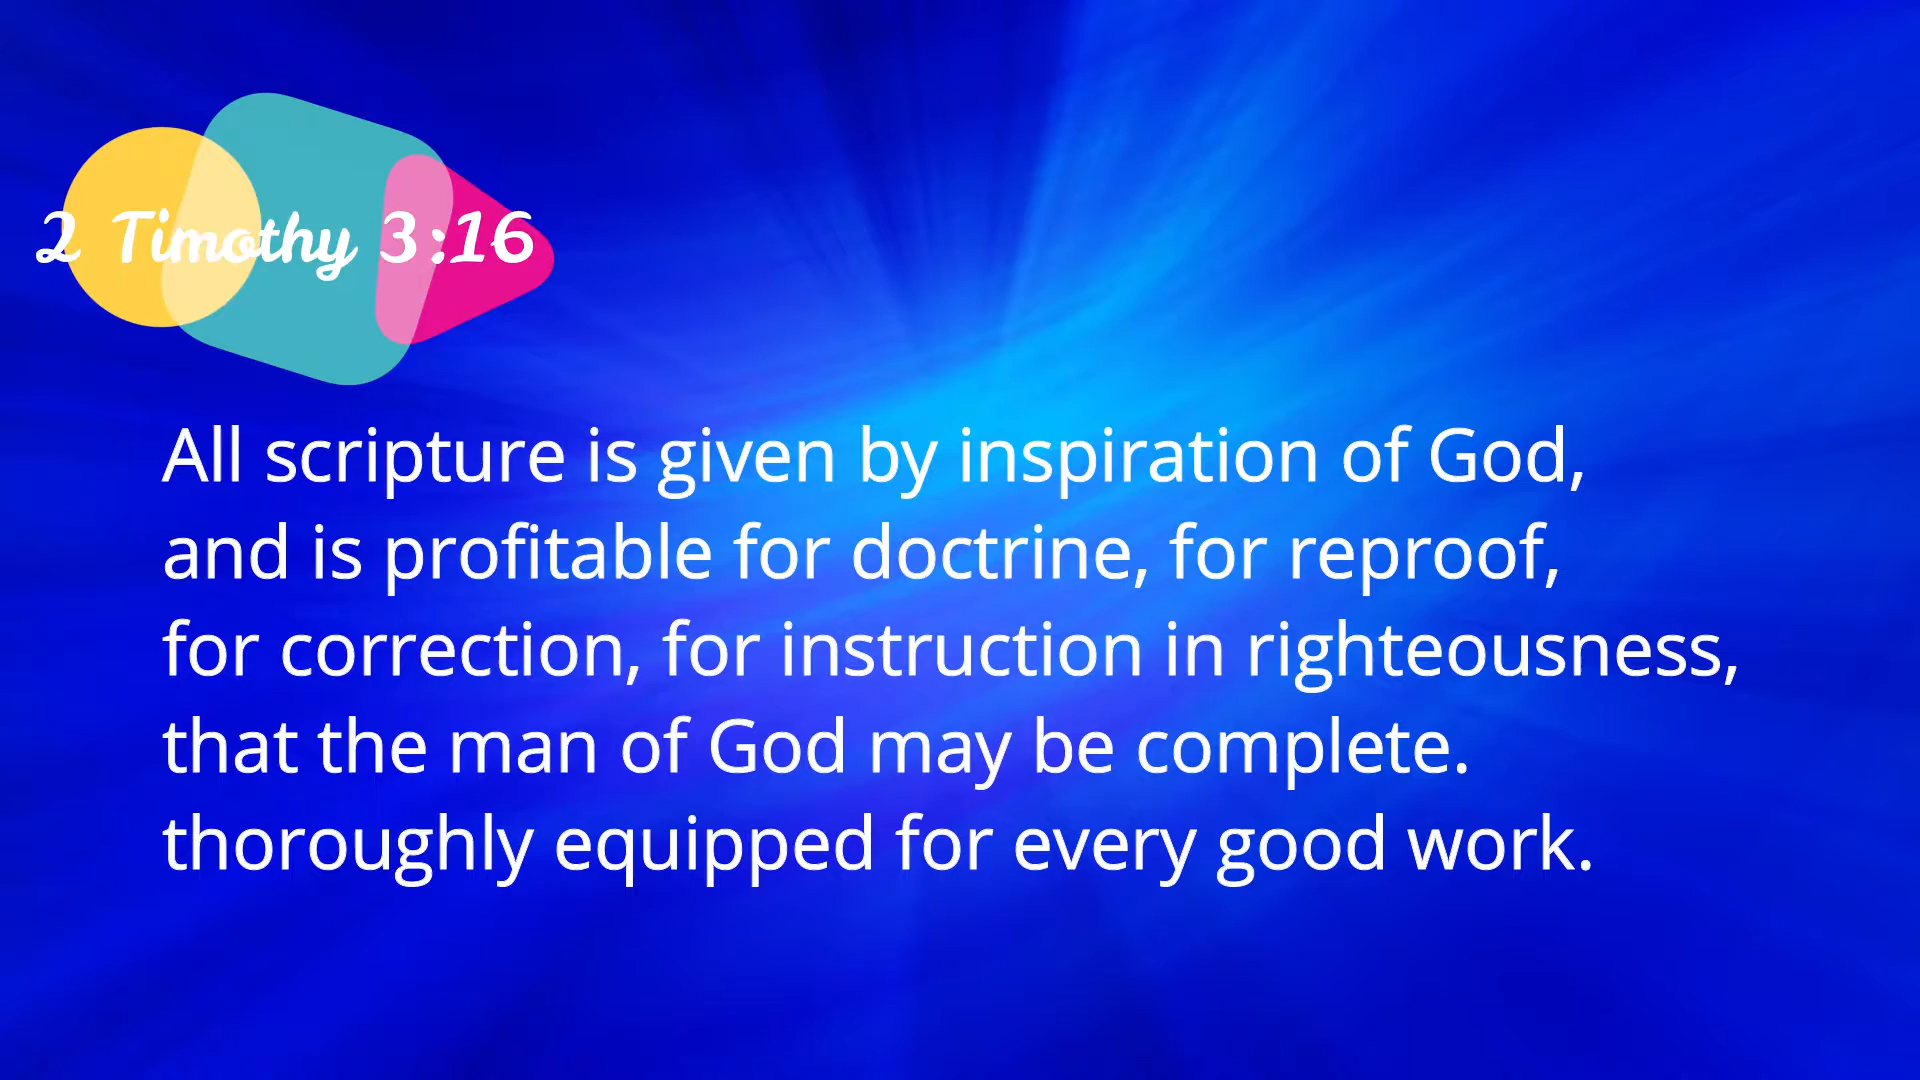 2 Timothy 3:16
All scripture is given by inspiration of God,
and is profitable for doctrine, for reproof,
for correction, for instruction in righteousness,
that the man of God may be complete.
thoroughly equipped for every good work.